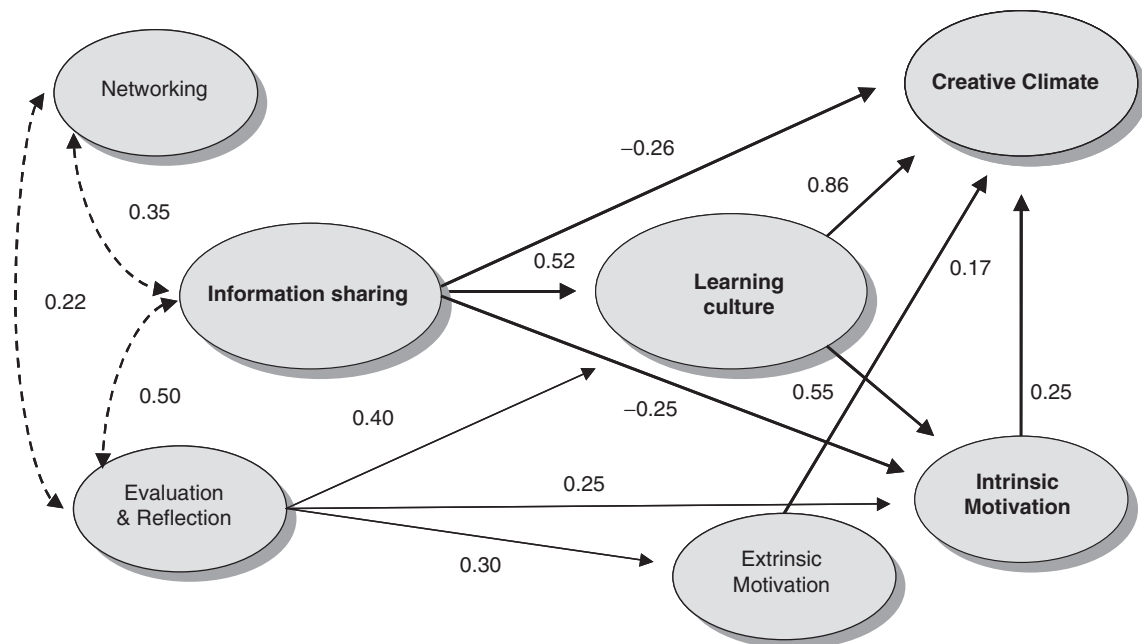 Networking
Creative Climate
−0.26
0.86
0.35
0.52
0.17
Information sharing
Learning
culture
0.22
0.50
0.40
−0.25
0.55
0.25
Evaluation
& Reflection
0.25
Intrinsic
Motivation
0.30
Extrinsic
Motivation